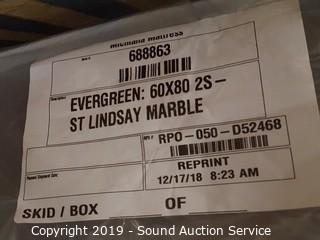 mattress
688863
EVERGREEN: 60X80 2S-
ST LINDSAY MARBLE
RPO-050-D52468
REPRINT
12/17/18 8:23 AM
SKID / BOX OF
Copyright 2019 - Sound Auction Service